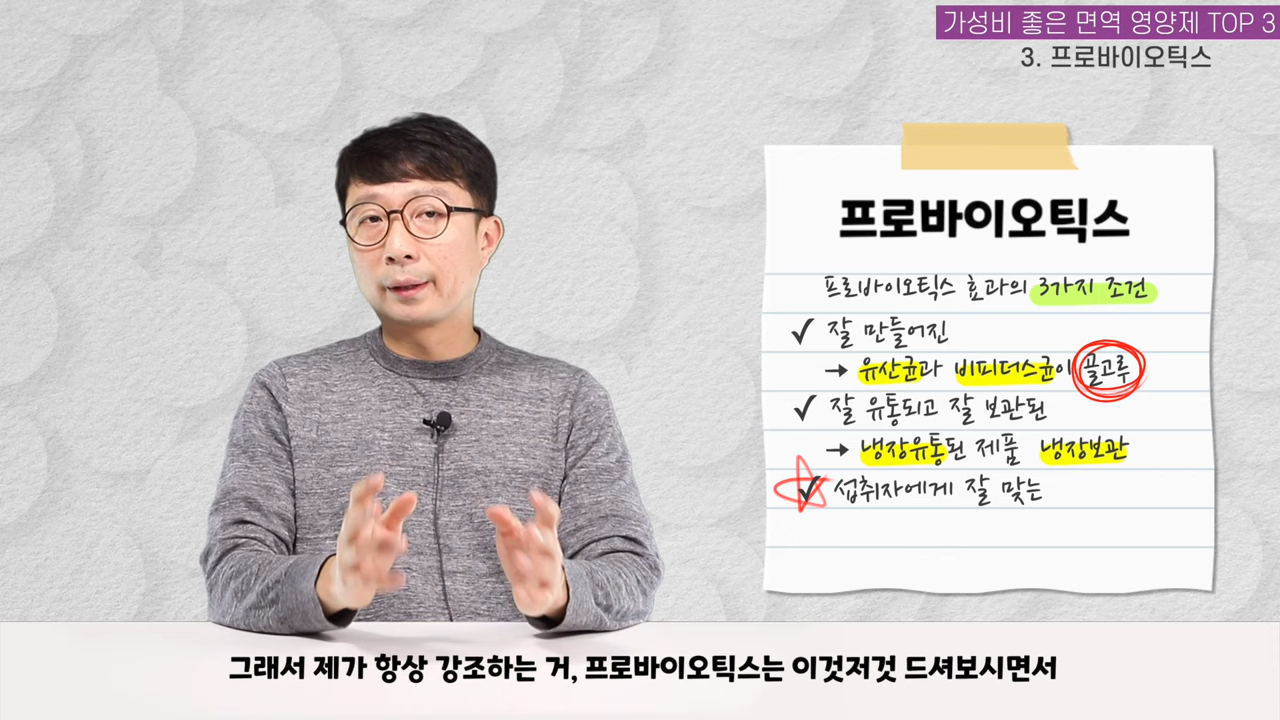 가성비 좋은 면역 영양제 TOP 3
3. 프로바이오틱스
프로바이오틱스
프로바이오틱스 효과의 3가지 조건
✓ 잘 만들어진
→ 유산균과 비피더스균이 골고루
✓ 잘 유통되고 잘 보관된
→ 냉장유통된 제품 냉장보관
✓ 섭취자에게 잘 맞는
그래서 제가 항상 강조하는 거, 프로바이오틱스는 이것저것 드셔보시면서